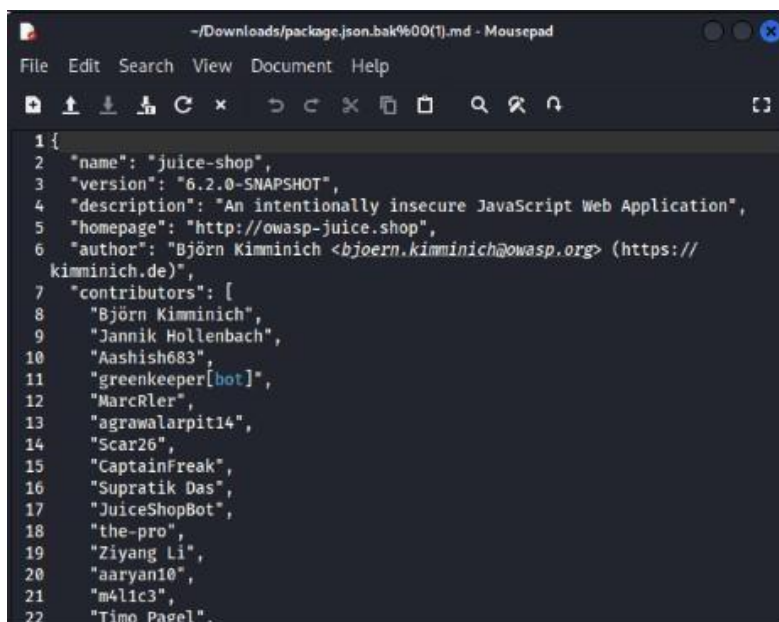 ~/Downloads/package.json.bak%00(1).md - Mousepad
File Edit Search View Document Help
1 {
2 "name": "juice-shop",
3 "version": "6.2.0-SNAPSHOT",
4 "description": "An intentionally insecure JavaScript Web Application",
5 "homepage": "http://owasp-juice.shop",
6 "author": "Björn Kimminich <bjoern.kimminich@owasp.org> (https://
kimminich.de)",
7 "contributors": [
8 "Björn Kimminich",
9 "Jannik Hollenbach",
10 "Aashish683",
11 "greenkeeper[bot]",
12 "MarcRler",
13 "agrawalarpit14",
14 "Scar26",
15 "CaptainFreak",
16 "Supratik Das",
17 "JuiceShopBot",
18 "the-pro",
19 "Ziyang Li",
20 "aaryan10",
21 "m4l1c3",
22 "Timo Pagel",